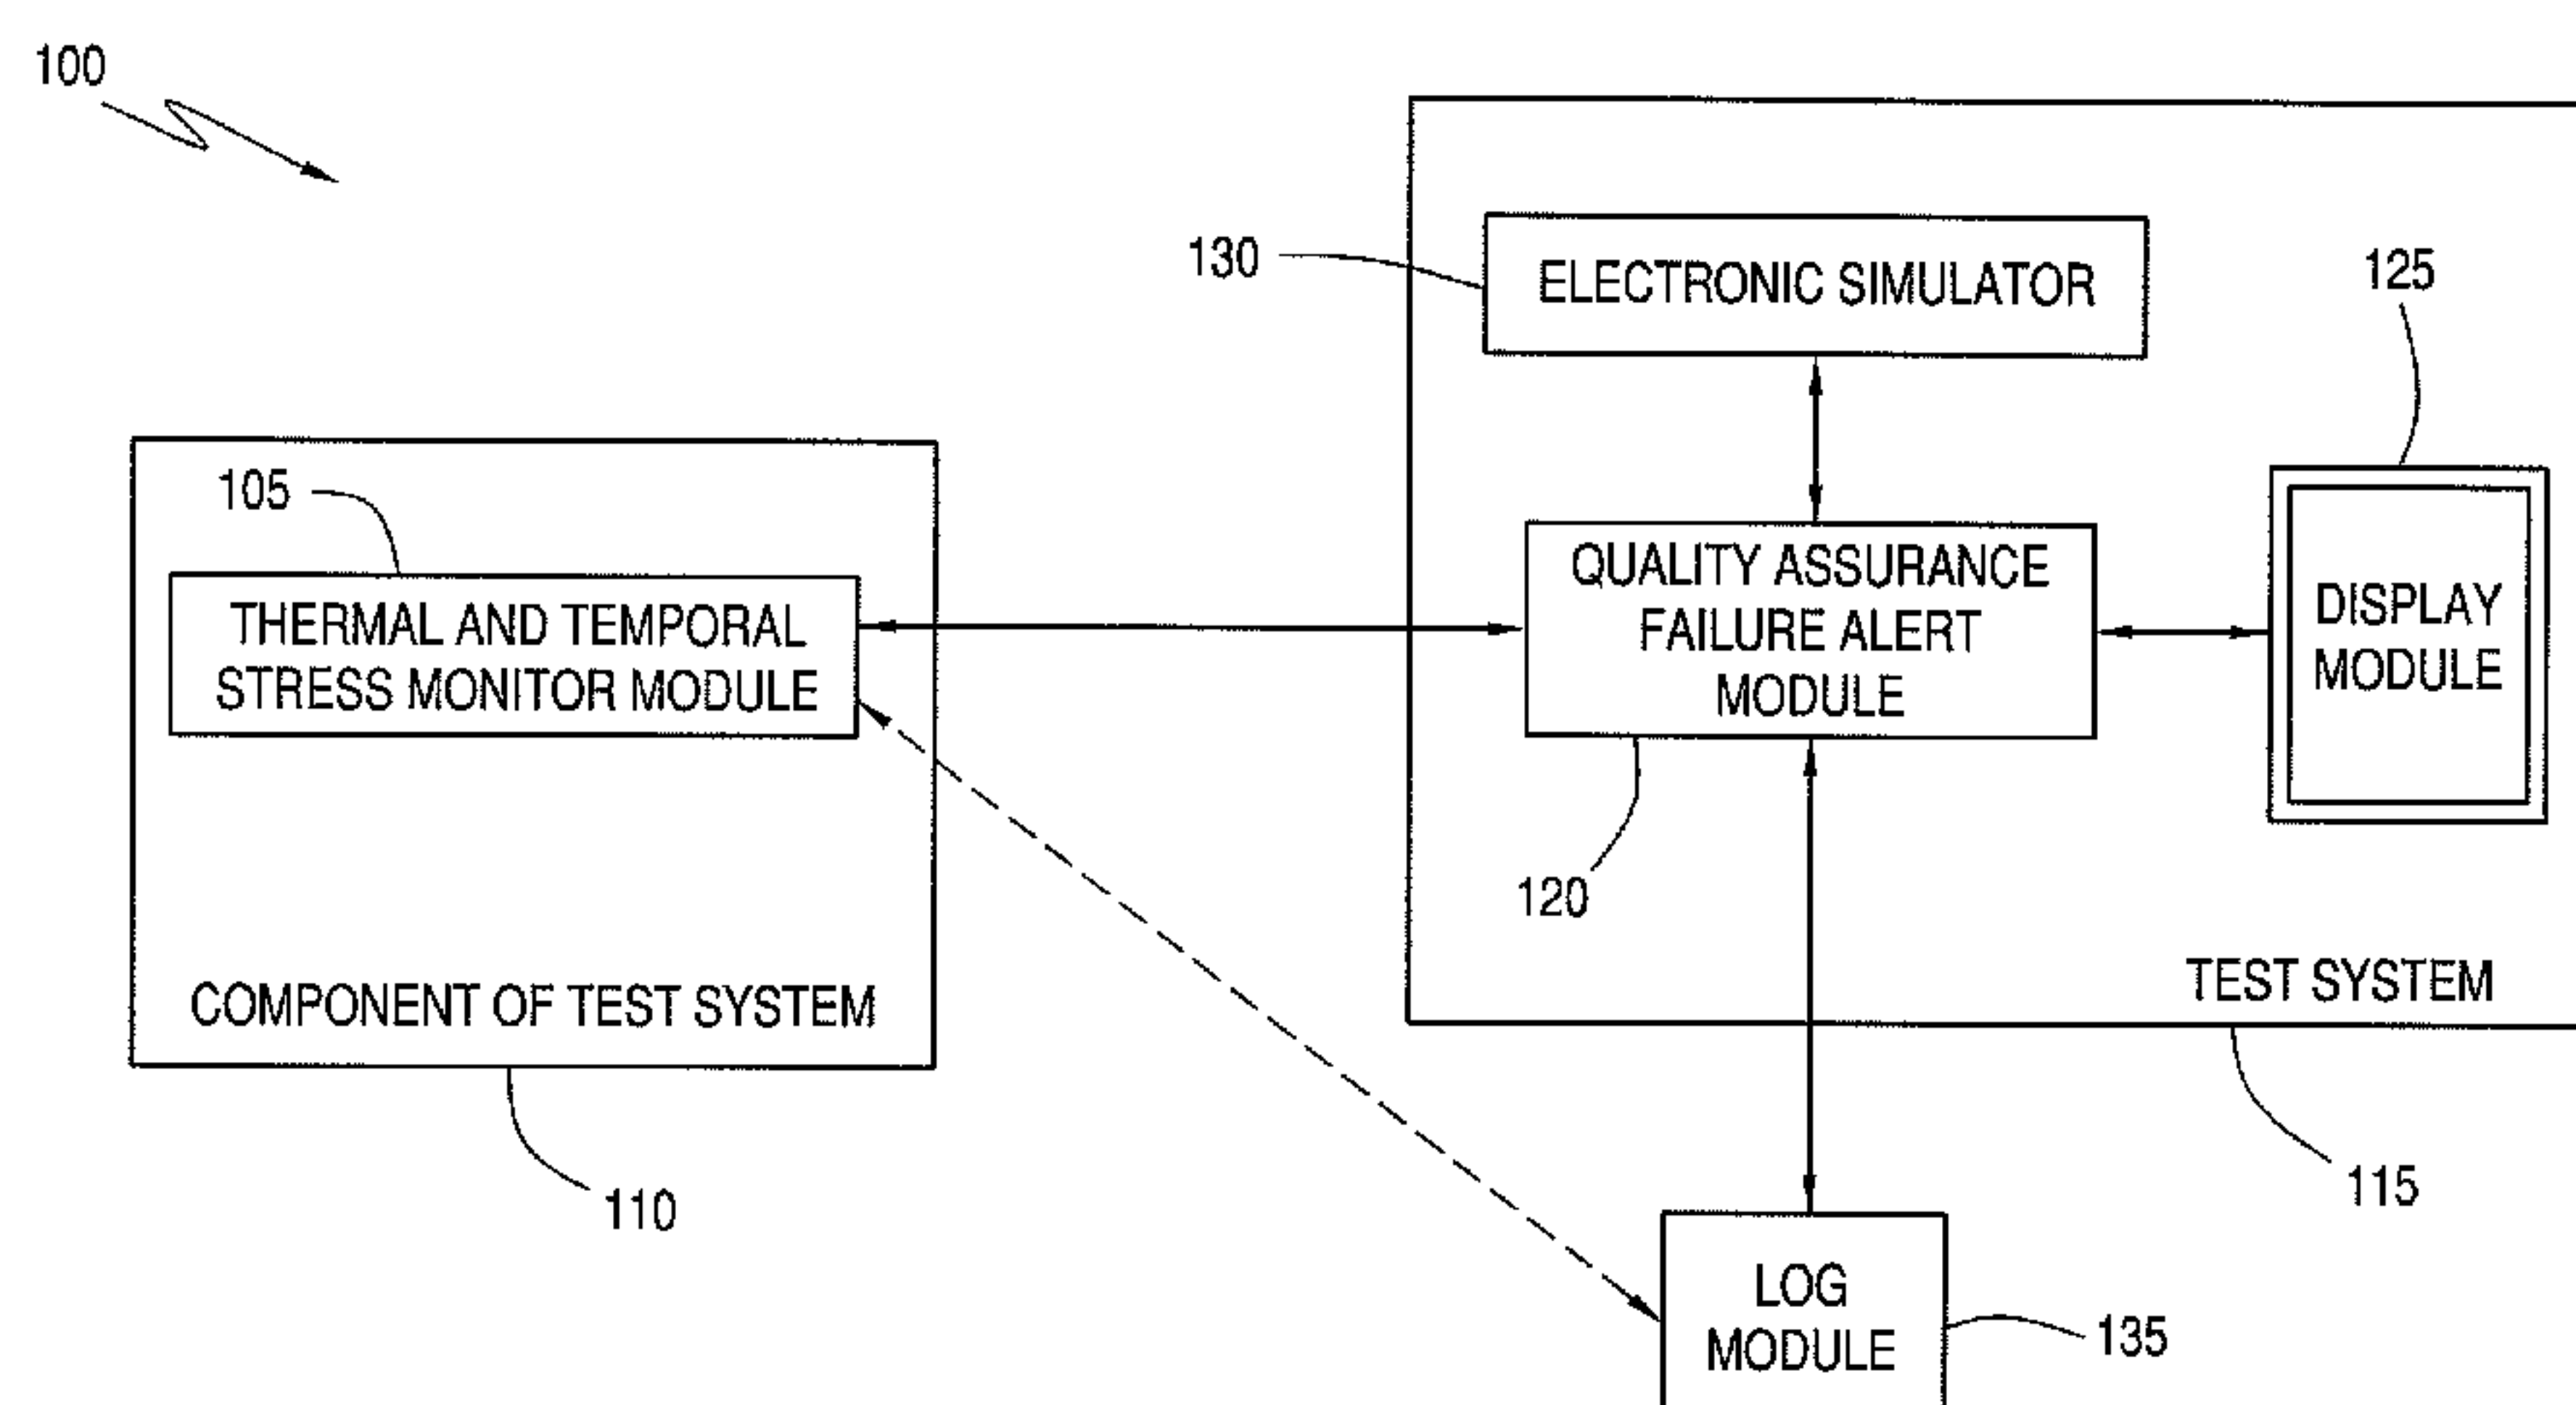 100
130
ELECTRONIC SIMULATOR
125
105
THERMAL AND TEMPORAL
STRESS MONITOR MODULE
QUALITY ASSURANCE
FAILURE ALERT
MODULE
DISPLAY
MODULE
120
COMPONENT OF TEST SYSTEM
TEST SYSTEM
110
115
LOG
MODULE
135